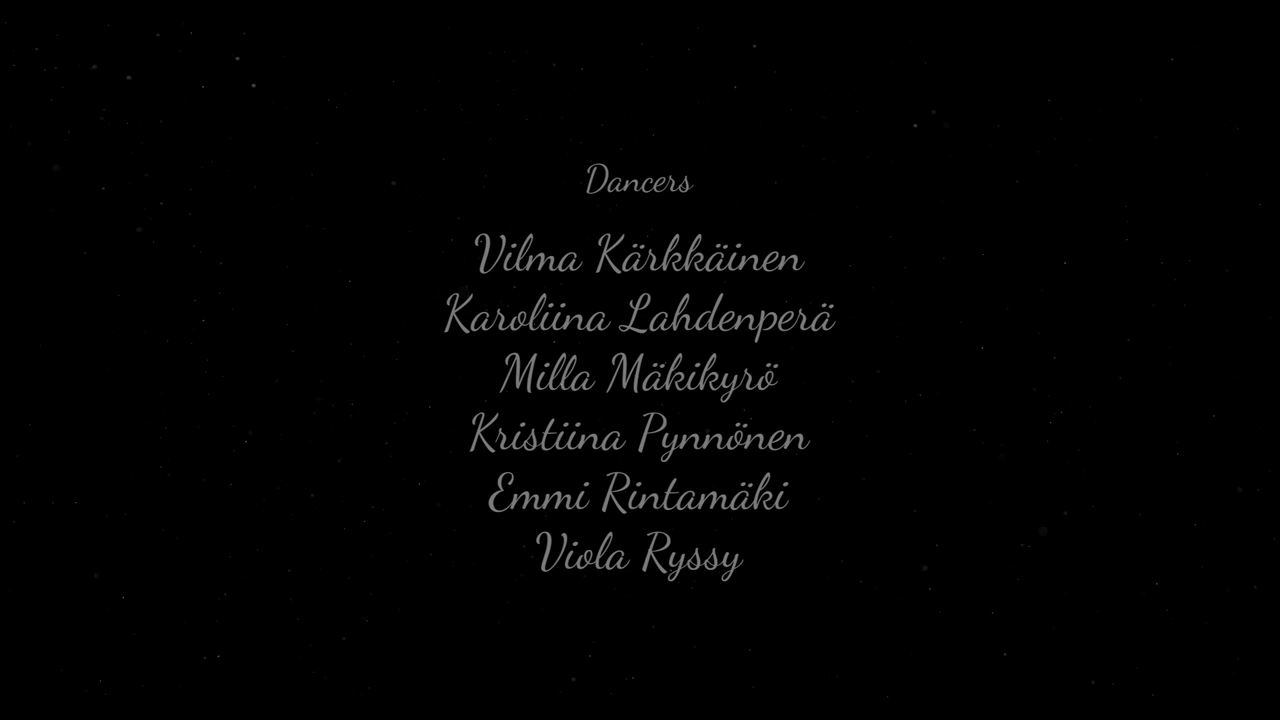 Dancers
Vilma Kärkkäinen
Karoliina Lahdenperä
Milla Mäkikyrö
Kristiina Pynnönen
Emmi Rintamäki
Viola Ryssy